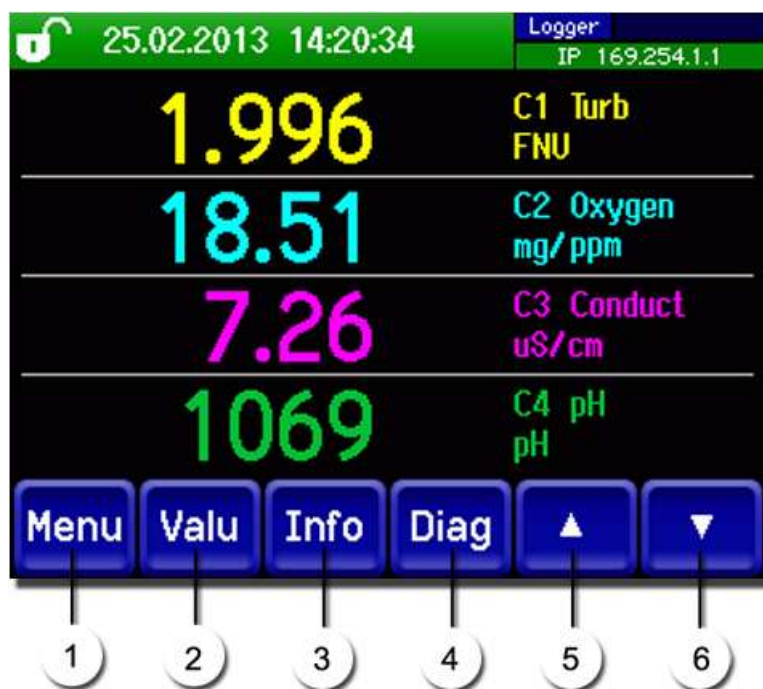 25.02.2013 14:20:34
Logger
IP 169.254.1.1
1.996
C1 Turb
FNU
18.51
C2 Oxygen
mg/ppm
7.26
C3 Conduct
uS/cm
1069
C4 pH
pH
Menu Valu Info Diag ▲ ▼
1 2 3 4 5 6